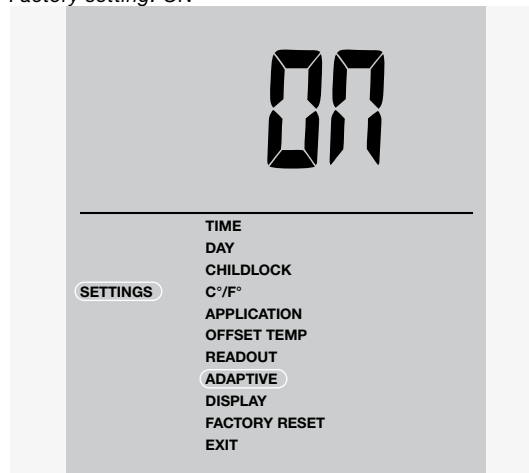 Factory setting: On
ON
TIME
DAY
CHILDLOCK
SETTINGS C°/F°
APPLICATION
OFFSET TEMP
READOUT
ADAPTIVE
DISPLAY
FACTORY RESET
EXIT